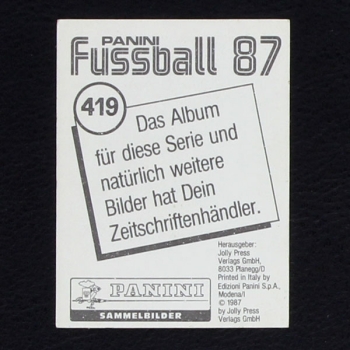 PANINI
Fussball 87
419
Das Album
für diese Serie und
natürlich weitere
Bilder hat Dein
Zeitschriftenhändler.
Herausgeber:
Jolly Press
Verlags GmbH,
8033 Planegg/D
Printed in Italy by
Edizioni Panini S.p.A.,
Modena/I
© 1987
by Jolly Press
Verlags GmbH
PANINI
SAMMELBILDER